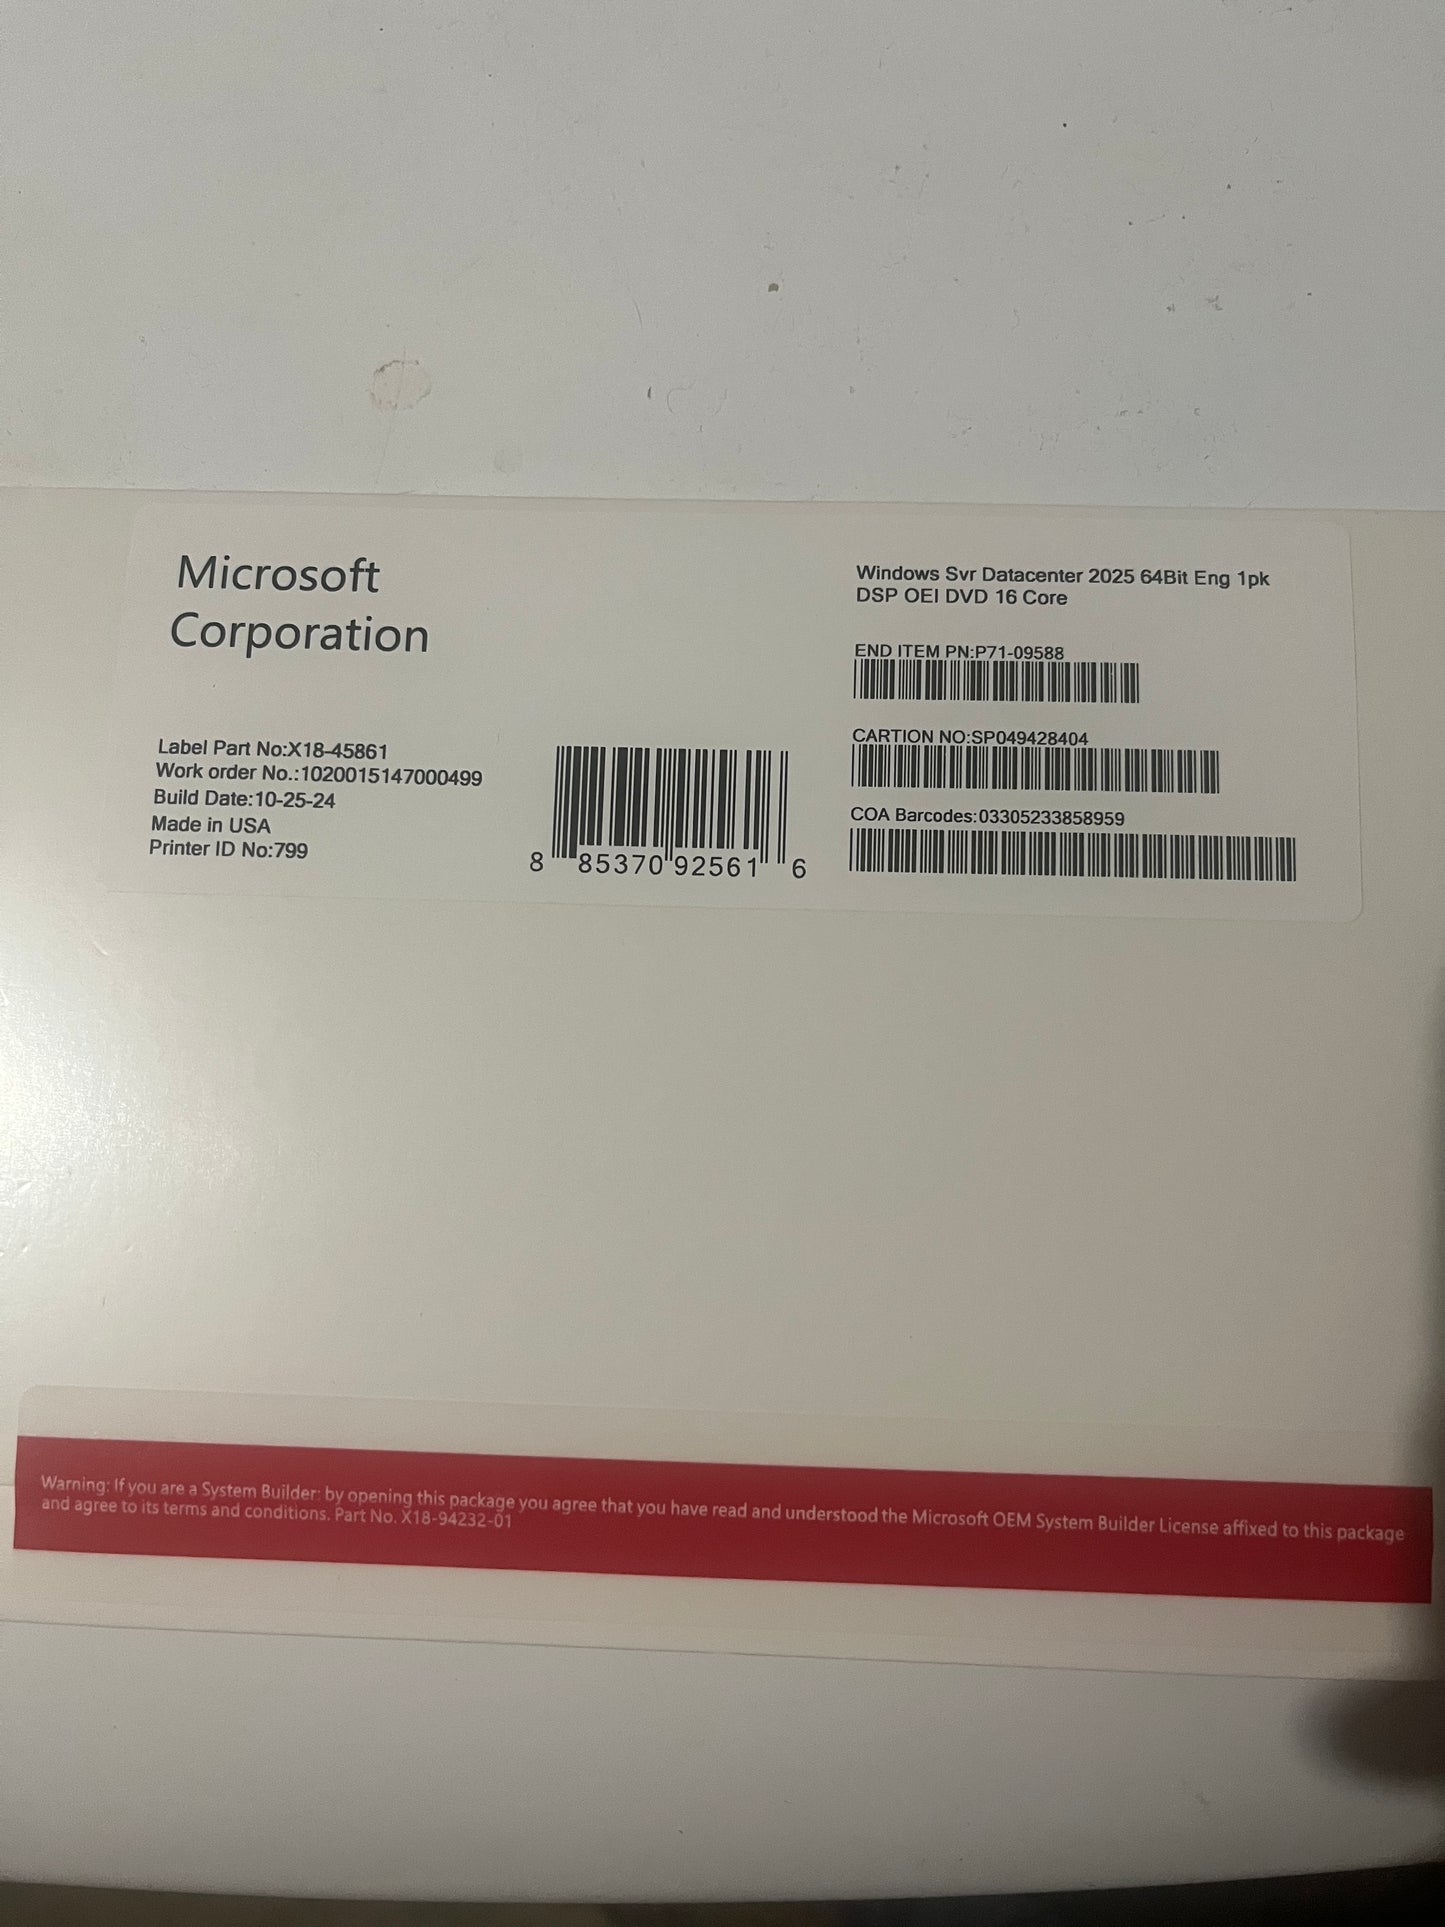 Microsoft
Corporation
Windows Svr Datacenter 2025 64Bit Eng 1pk
DSP OEI DVD 16 Core
END ITEM PN:P71-09588
CARTION NO:SP049428404
COA Barcodes:03305233858959
Label Part No:X18-45861
Work order No.:1020015147000499
Build Date:10-25-24
Made in USA
Printer ID No:799
8 85370 92561 6
Warning: If you are a System Builder: by opening this package you agree that you have read and understood the Microsoft OEM System Builder License affixed to this package
and agree to its terms and conditions. Part No. X18-94232-01